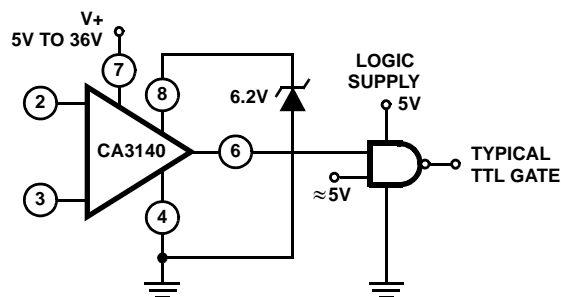 V+
5V TO 36V
7
2
8
6.2V
LOGIC
SUPPLY
5V
CA3140
6
TYPICAL
TTL GATE
≈5V
3
4